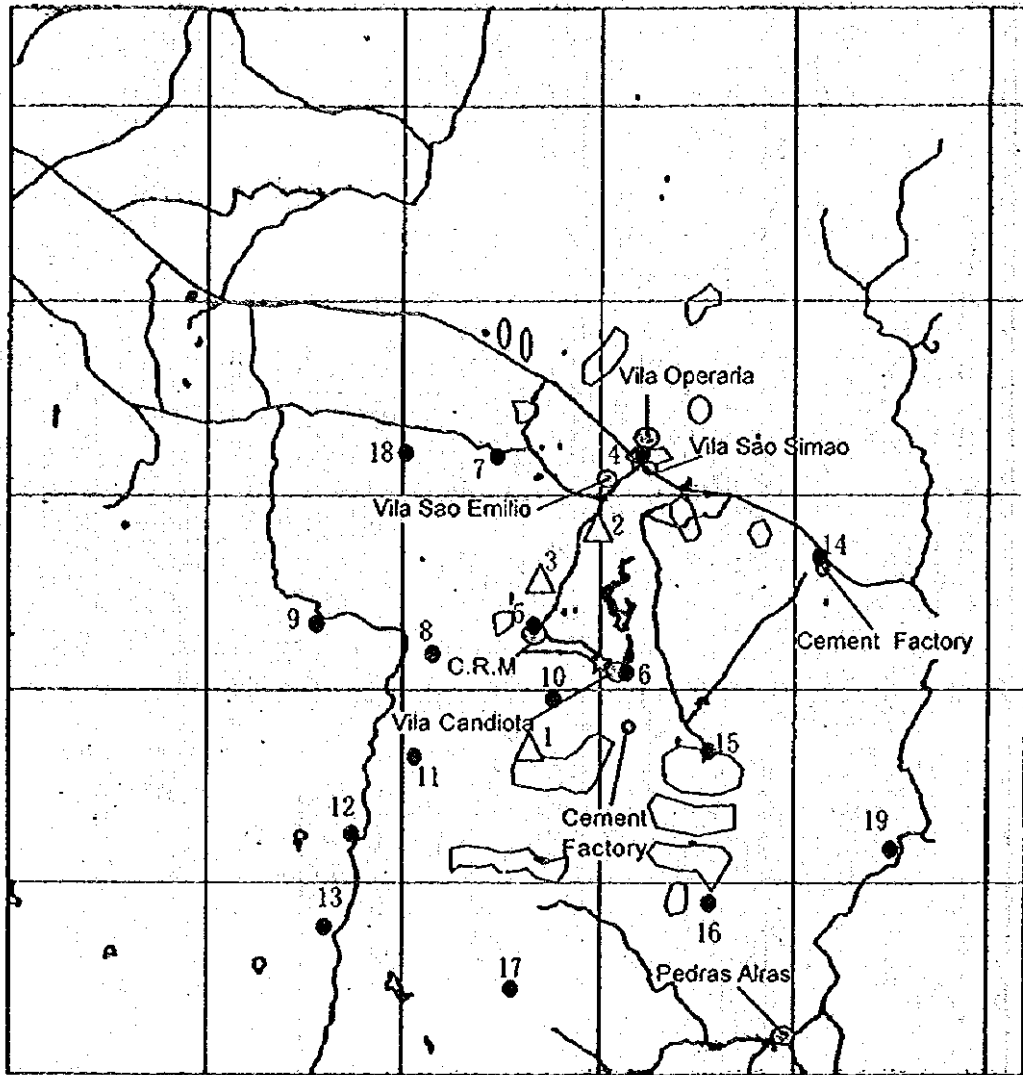 Vila Operaria
4
Vila São Simao
18
7
Vila Sao Emilio
2
14
3
9
5
Cement Factory
8
C.R.M
6
10
Vila Candiota
1
15
11
12
Cement
Factory
19
13
16
17
Pedras Alras